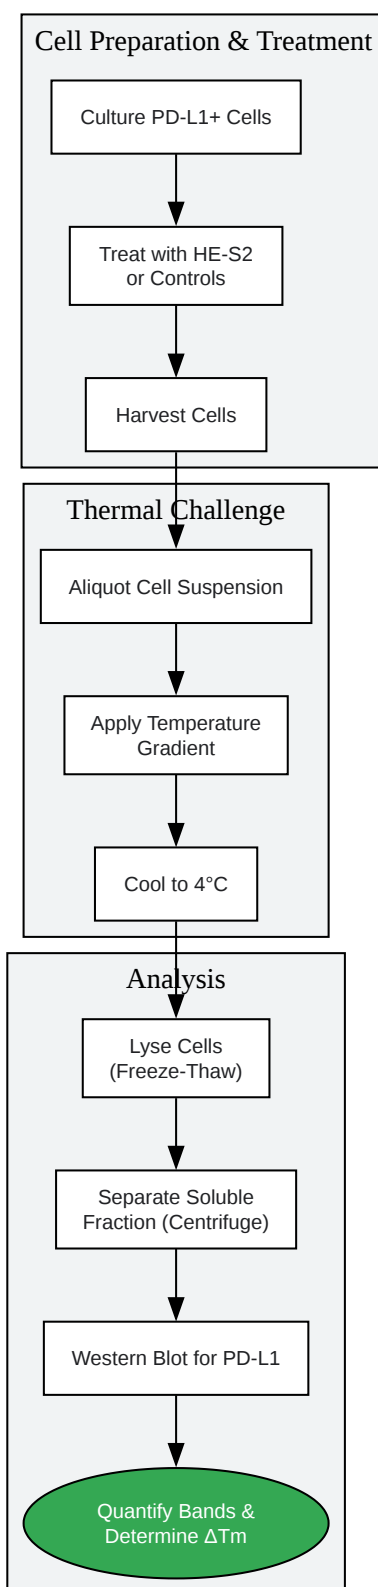 Cell Preparation & Treatment
Culture PD-L1+ Cells
Treat with HE-S2
or Controls
Harvest Cells
Thermal Challenge
Aliquot Cell Suspension
Apply Temperature
Gradient
Cool to 4°C
Analysis
Lyse Cells
(Freeze-Thaw)
Separate Soluble
Fraction (Centrifuge)
Western Blot for PD-L1
Quantify Bands &
Determine ΔTm